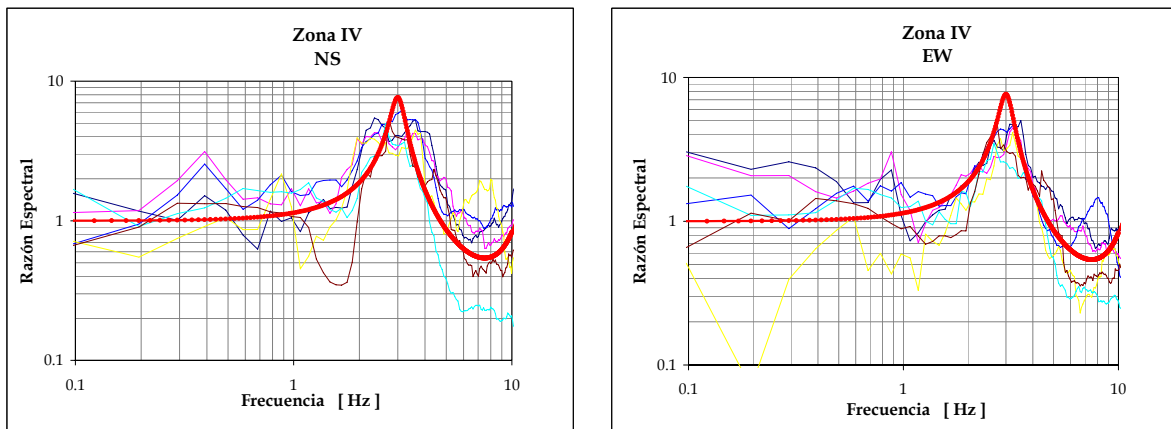 Zona IV
NS
10
1
0.1
Razón Espectral
0.1
1
10
Frecuencia [ Hz ]
Zona IV
EW
10
1
0.1
Razón Espectral
0.1
1
10
Frecuencia [ Hz ]